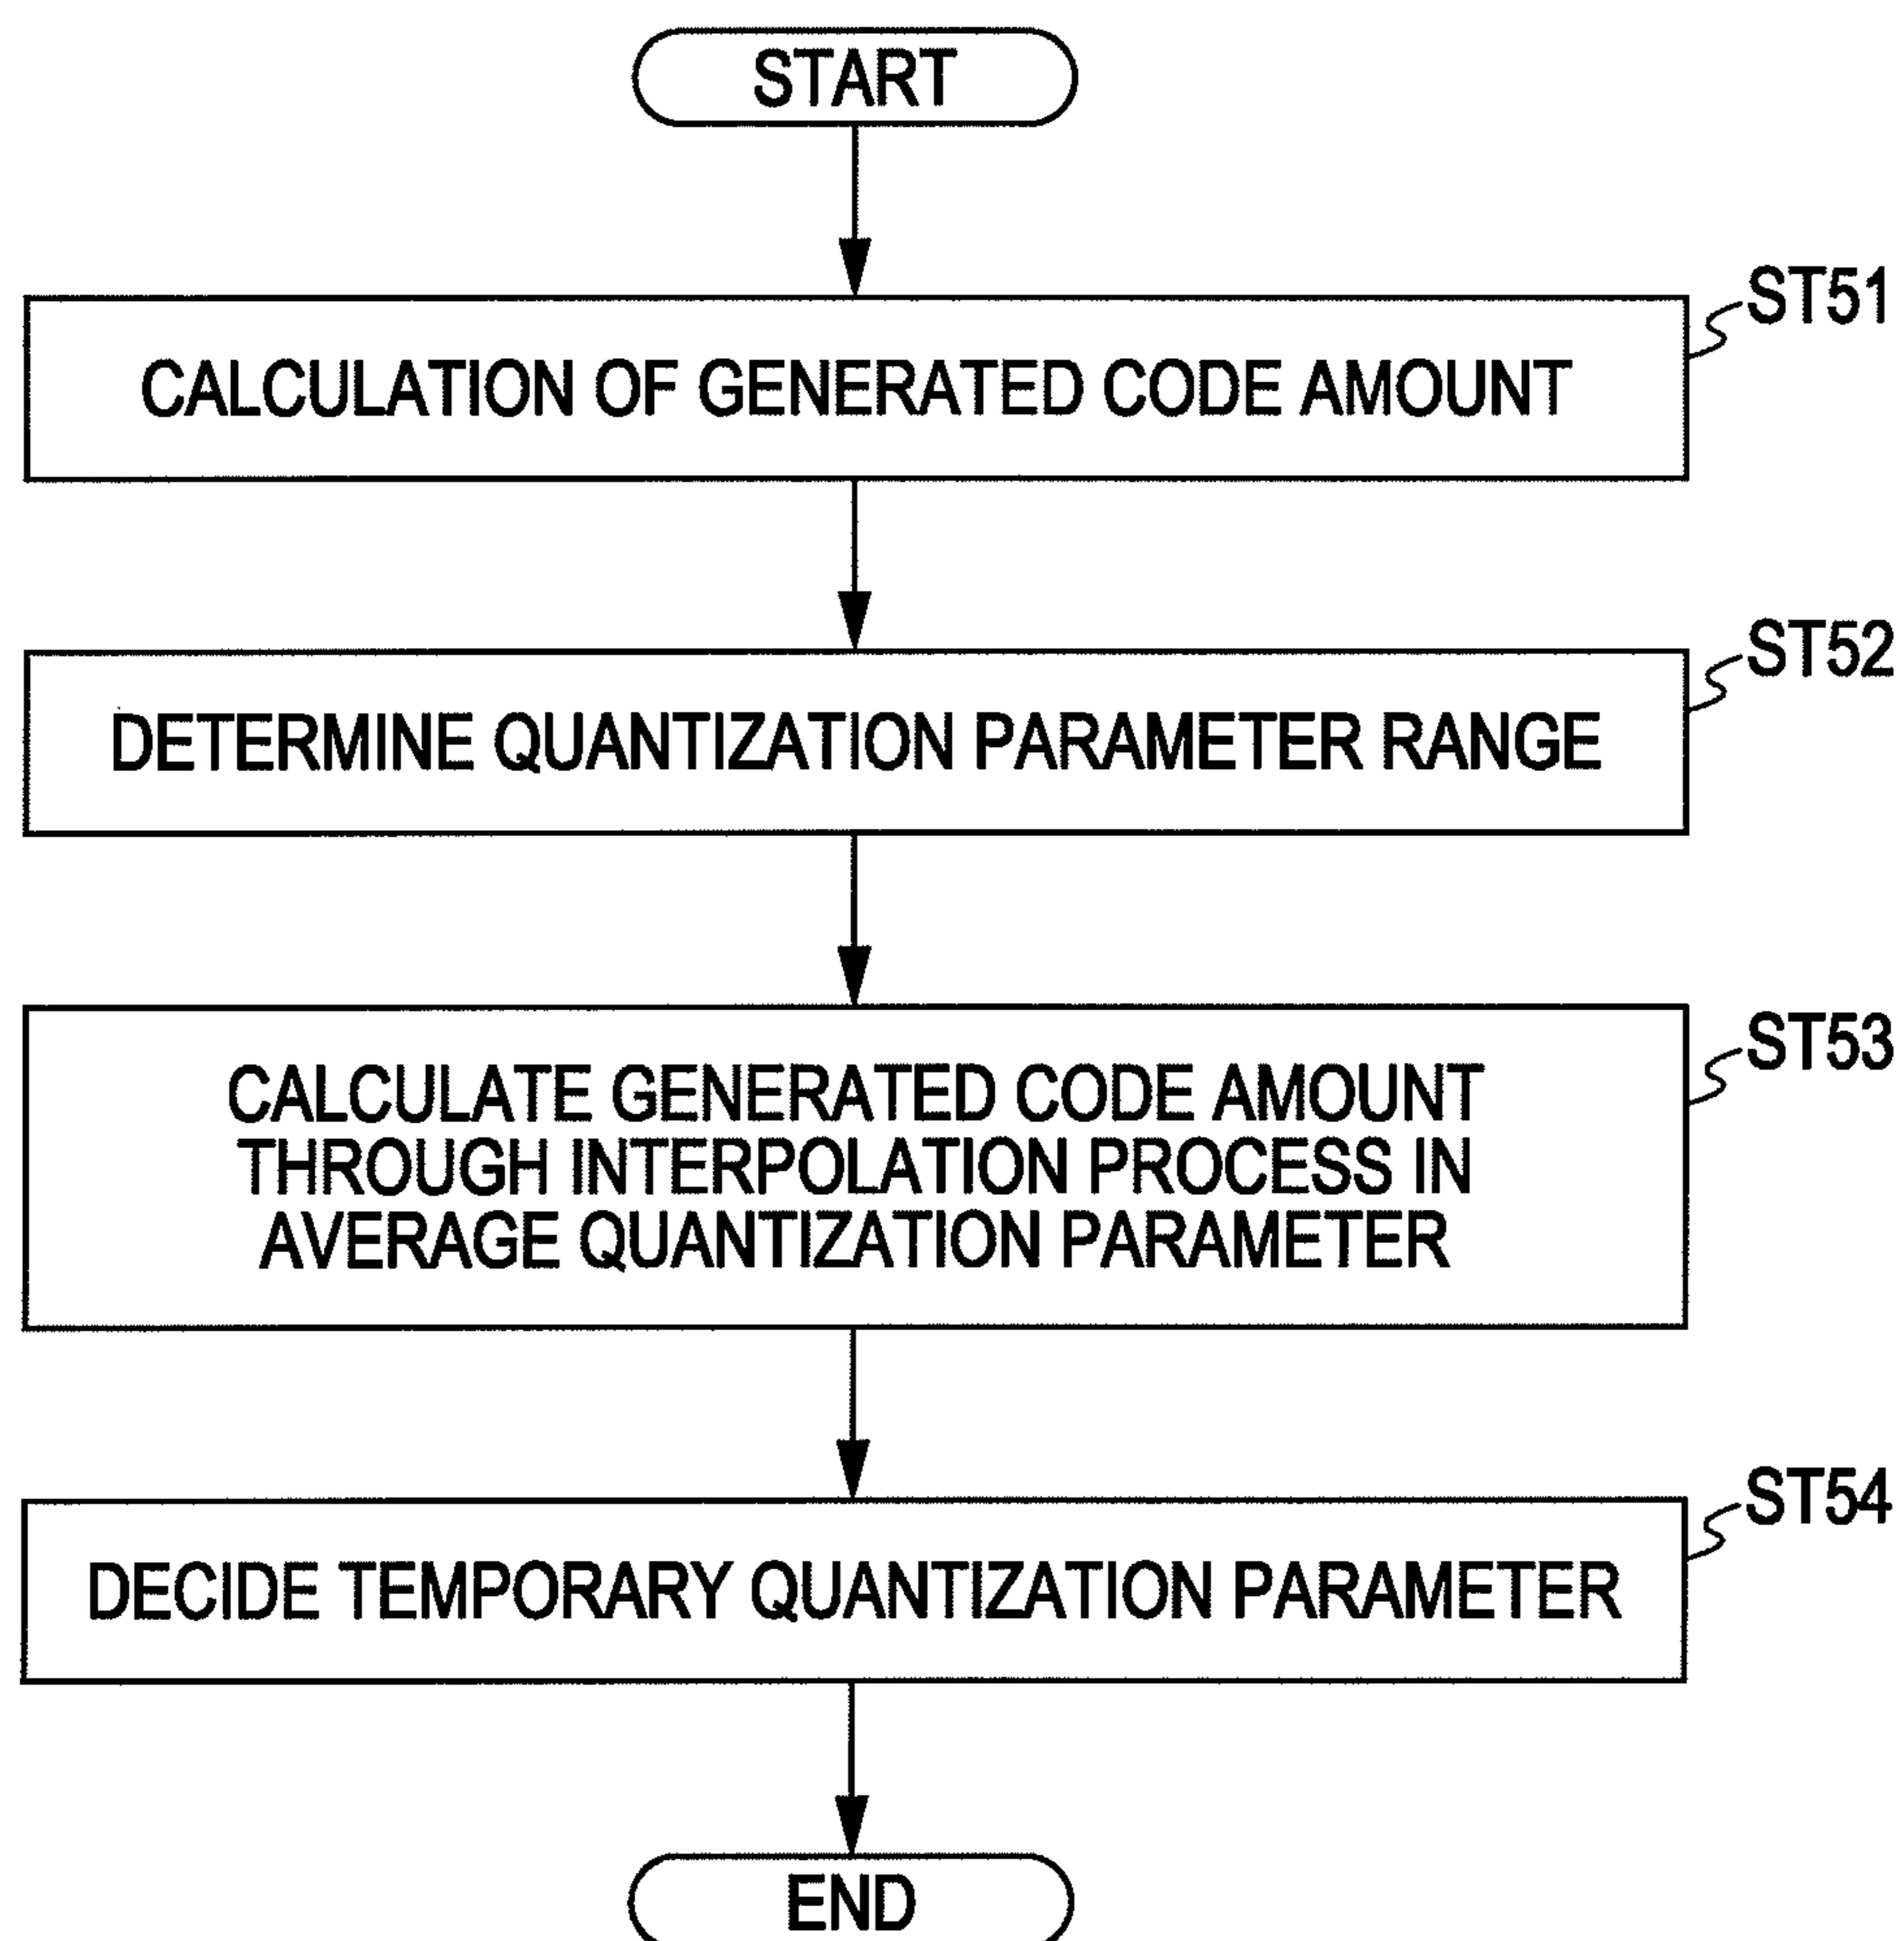 START
ST51
CALCULATION OF GENERATED CODE AMOUNT
ST52
DETERMINE QUANTIZATION PARAMETER RANGE
ST53
CALCULATE GENERATED CODE AMOUNT
THROUGH INTERPOLATION PROCESS IN
AVERAGE QUANTIZATION PARAMETER
ST54
DECIDE TEMPORARY QUANTIZATION PARAMETER
END